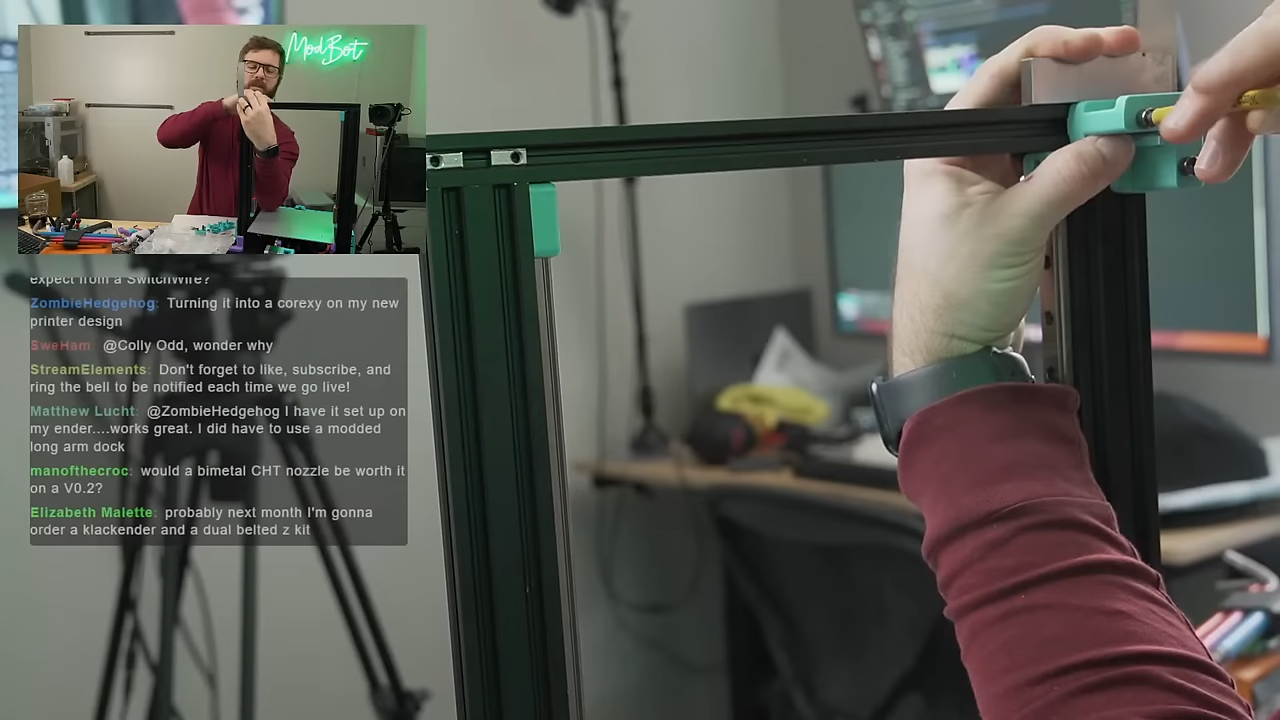 ModBot
expect from a SwitchWire?
ZombieHedgehog: Turning it into a corexy on my new
printer design
SweHam: @Colly Odd, wonder why
StreamElements: Don't forget to like, subscribe, and
ring the bell to be notified each time we go live!
Matthew Lucht: @ZombieHedgehog I have it set up on
my ender....works great. I did have to use a modded
long arm dock
manofthecroc: would a bimetal CHT nozzle be worth it
on a V0.2?
Elizabeth Malette: probably next month I'm gonna
order a klackender and a dual belted z kit